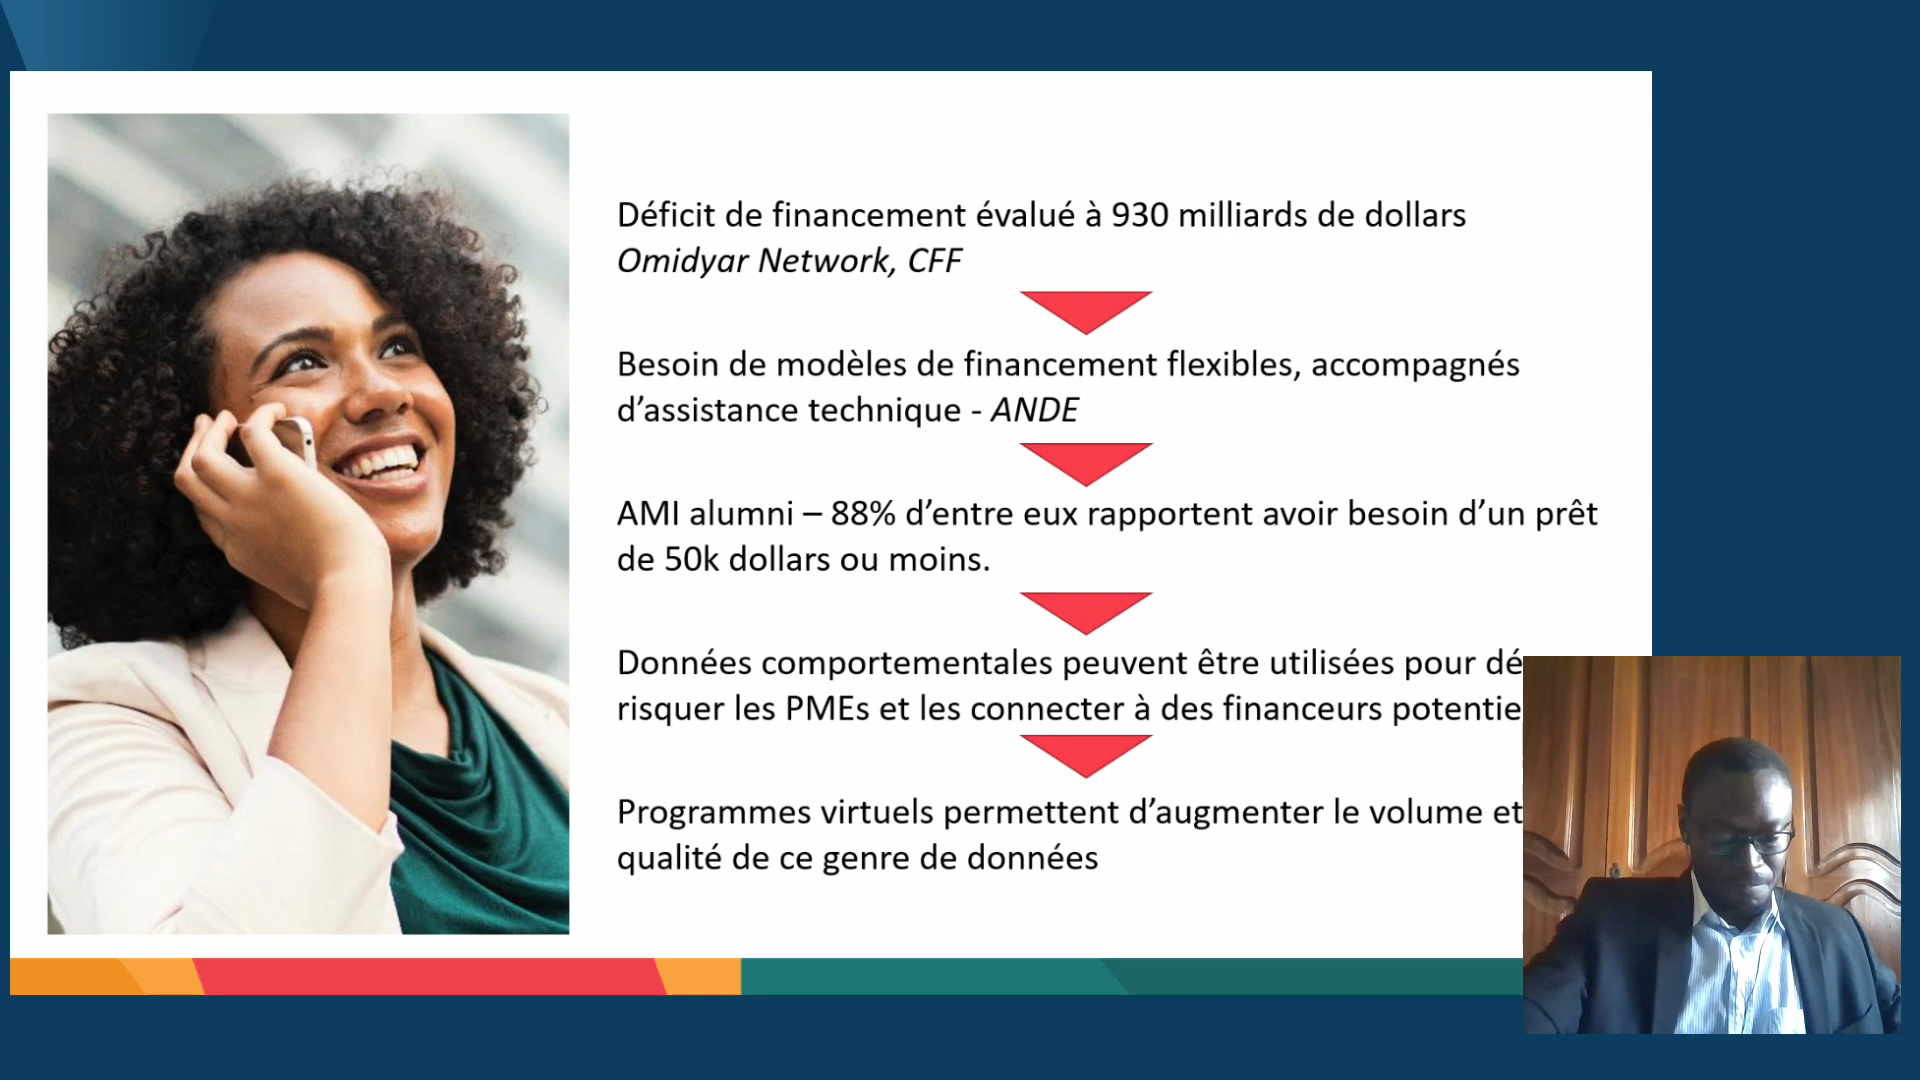 Déficit de financement évalué à 930 milliards de dollars
Omidyar Network, CFF
Besoin de modèles de financement flexibles, accompagnés
d’assistance technique - ANDE
AMI alumni – 88% d’entre eux rapportent avoir besoin d’un prêt
de 50k dollars ou moins.
Données comportementales peuvent être utilisées pour dé
risquer les PMEs et les connecter à des financeurs potentie
Programmes virtuels permettent d’augmenter le volume et
qualité de ce genre de données